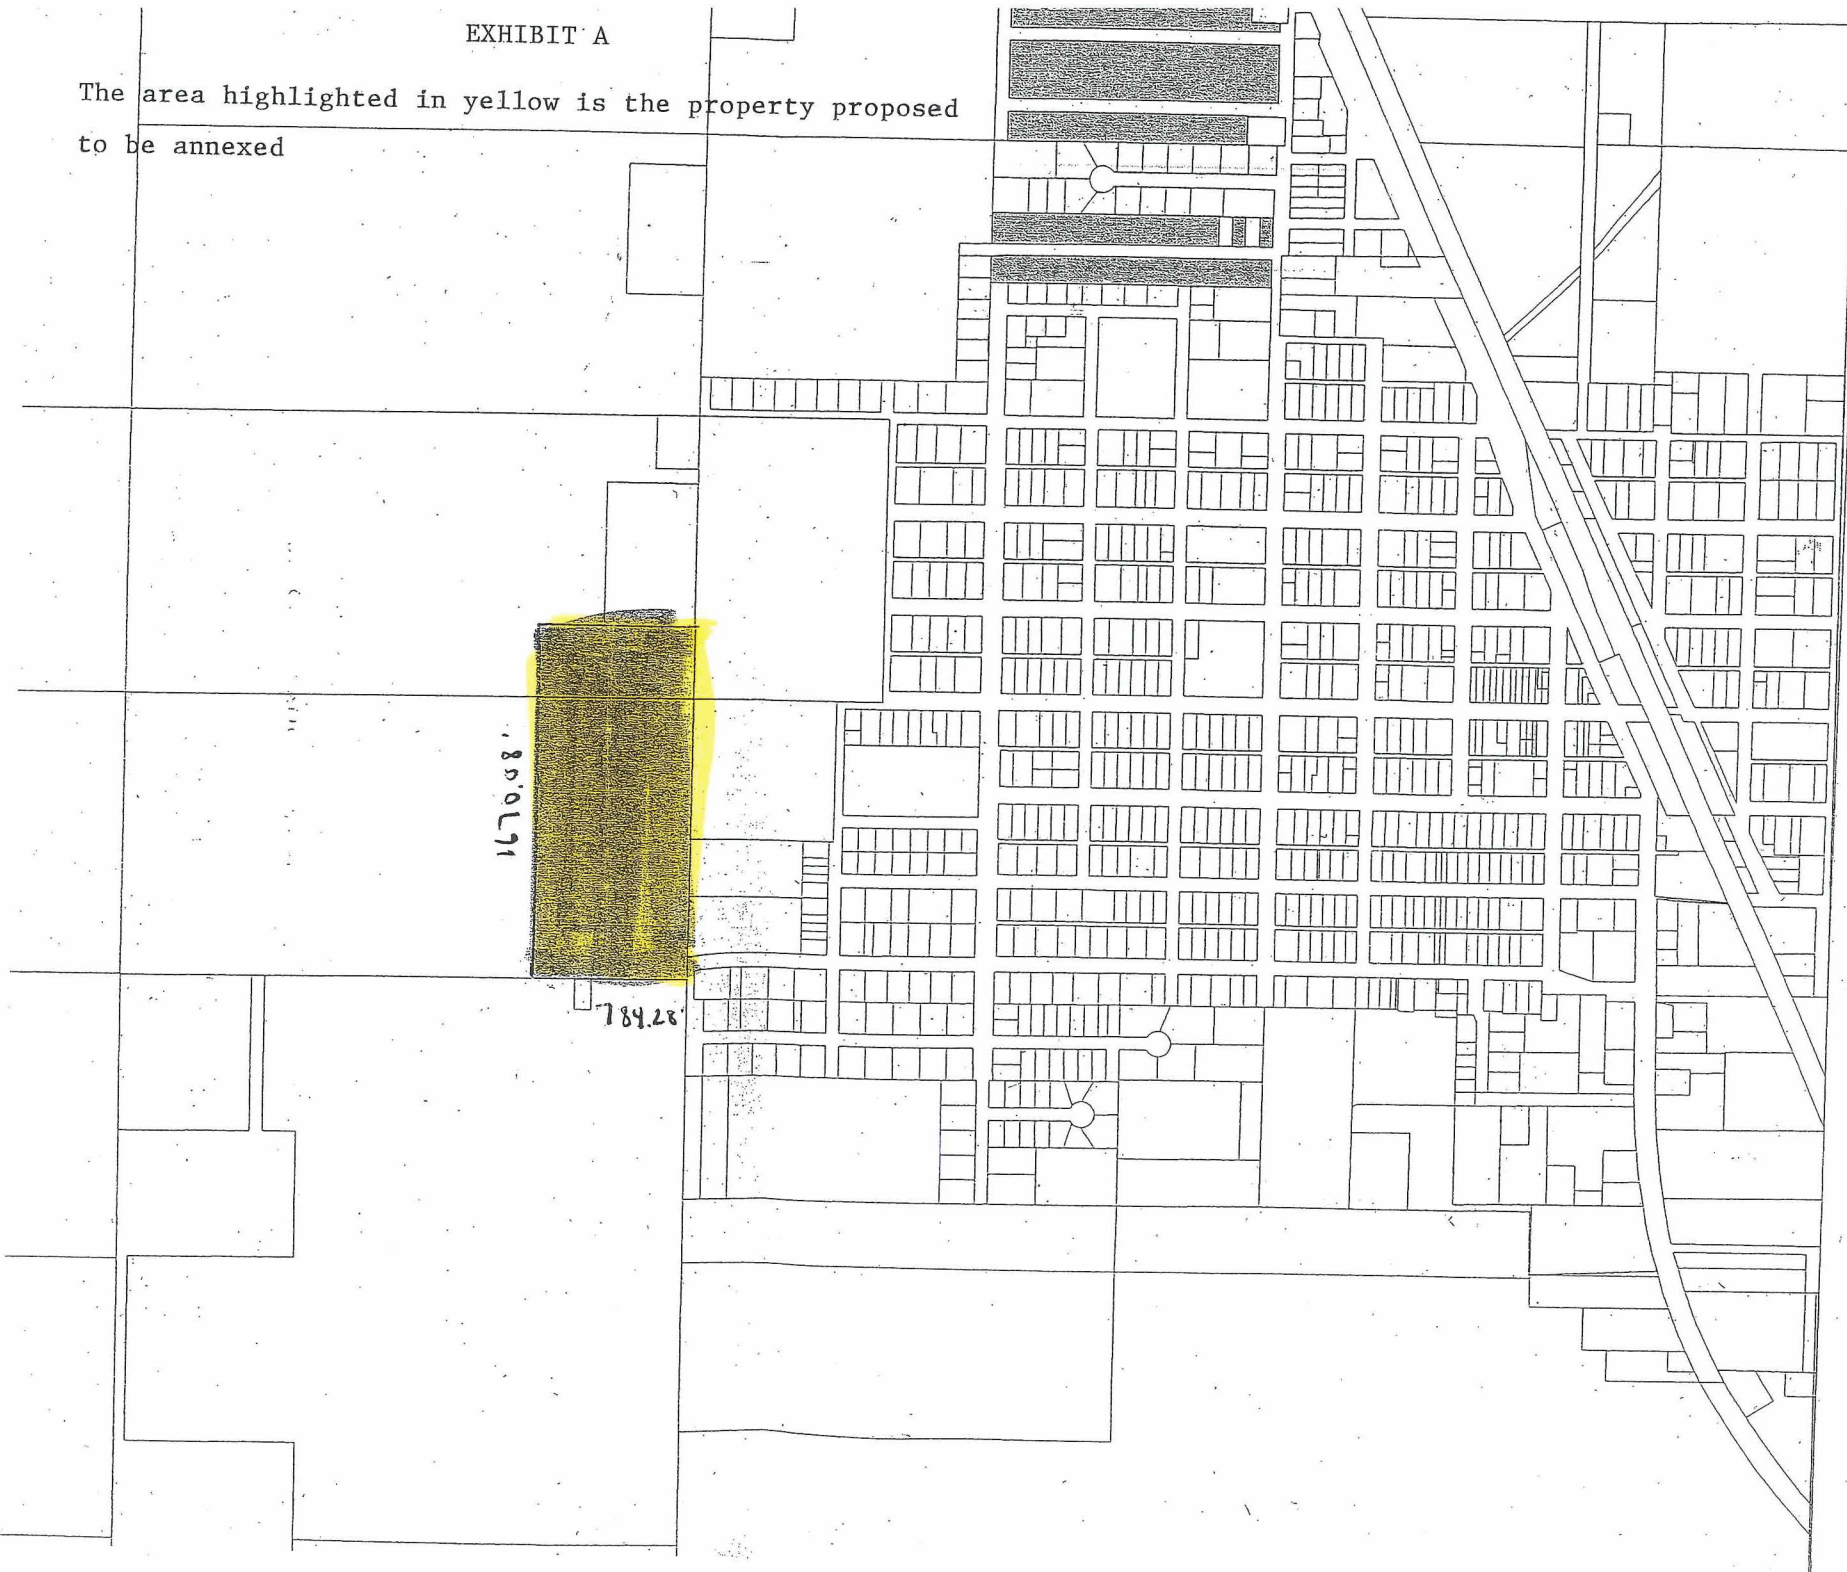 EXHIBIT A
The area highlighted in yellow is the property proposed
to be annexed
1670.08'
784.28'